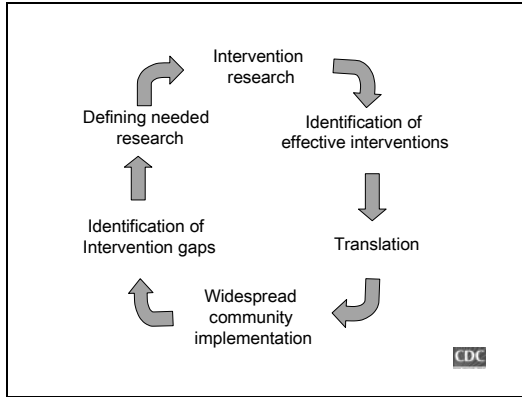 Intervention
research
Identification of
effective interventions
Translation
Widespread
community
implementation
Identification of
Intervention gaps
Defining needed
research
CDC